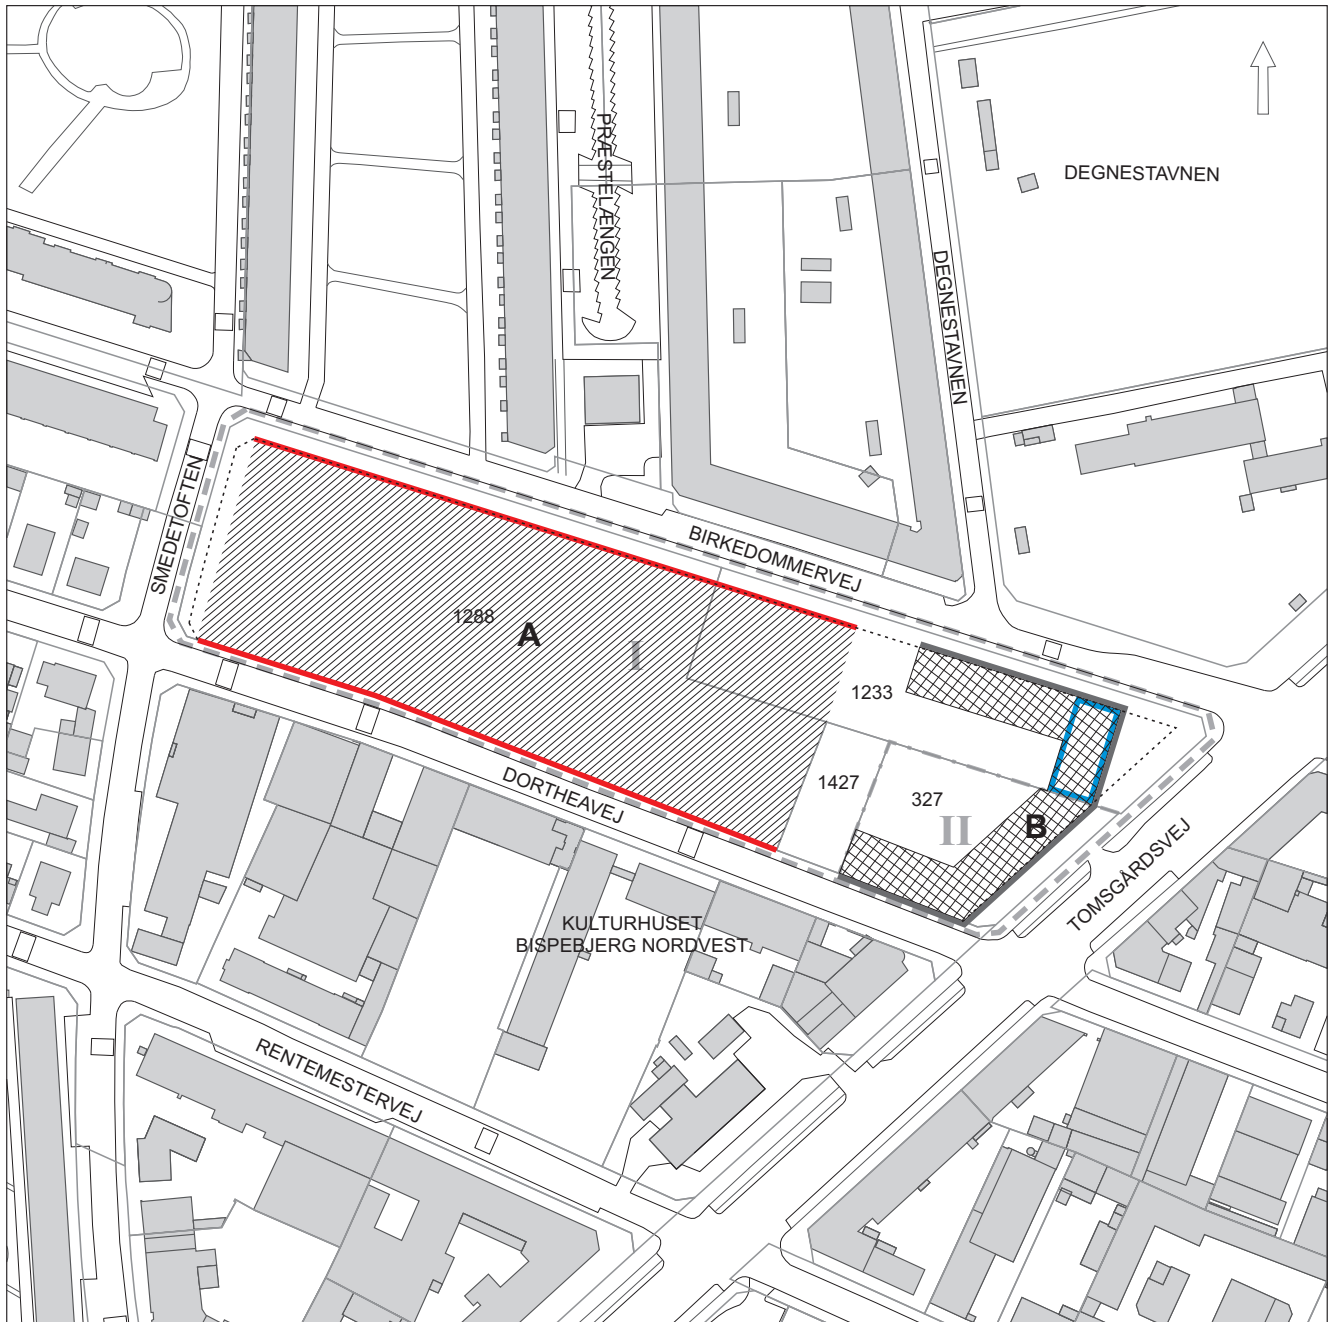 PRÆSTELÆNGEN
DEGNESTAVNEN
DEGNESTAVNEN
SMEDETOFTEN
BIRKEDOMMERVEJ
1288
A
I
1233
1427
327
II
B
DORTHEAVEJ
TOMSGÅRDSVEJ
KULTURHUSET
BISPEBJERG NORDVEST
RENTEMESTERVEJ